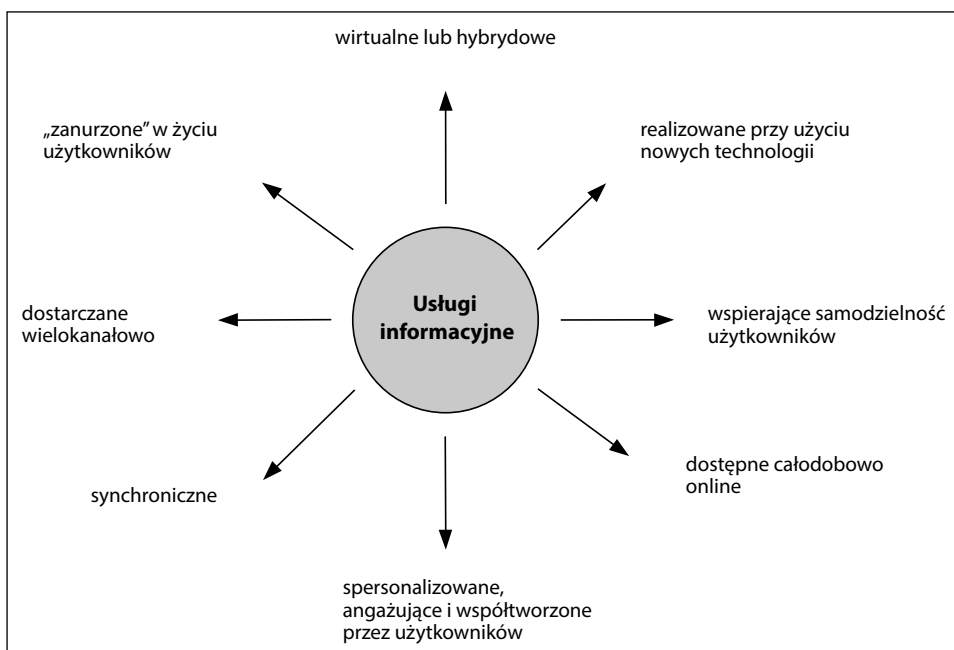 wirtualne lub hybrydowe
„zanurzone” w życiu
użytkowników
realizowane przy użyciu
nowych technologii
Usługi
informacyjne
dostarczane
wielokanałowo
wspierające samodzielność
użytkowników
synchroniczne
dostępne całodobowo
online
spersonalizowane,
angażujące i współtworzone
przez użytkowników